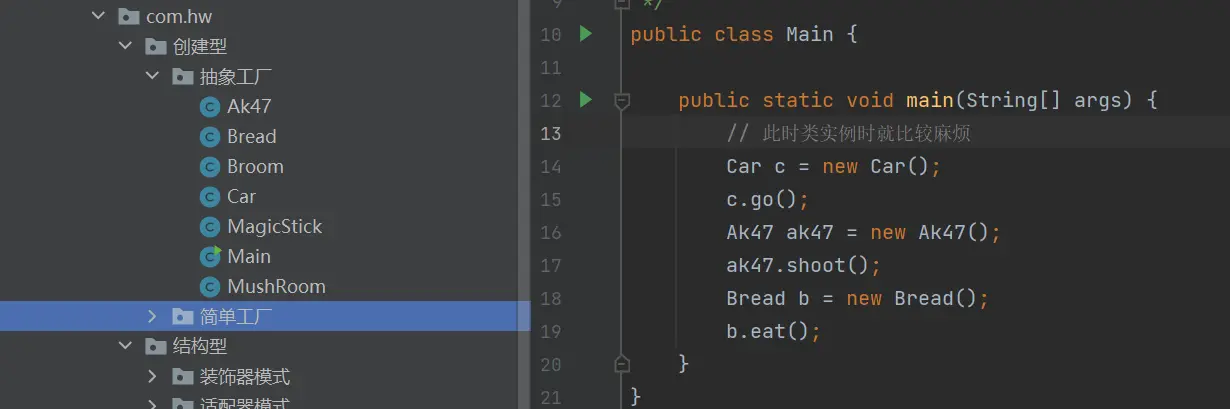 com.hw
创建型
抽象工厂
Ak47
Bread
Broom
Car
MagicStick
Main
MushRoom
简单工厂
结构型
装饰器模式
适配器模式
9 */
10 public class Main {
11
12 public static void main(String[] args) {
13 // 此时类实例时就比较麻烦
14 Car c = new Car();
15 c.go();
16 Ak47 ak47 = new Ak47();
17 ak47.shoot();
18 Bread b = new Bread();
19 b.eat();
20 }
21 }